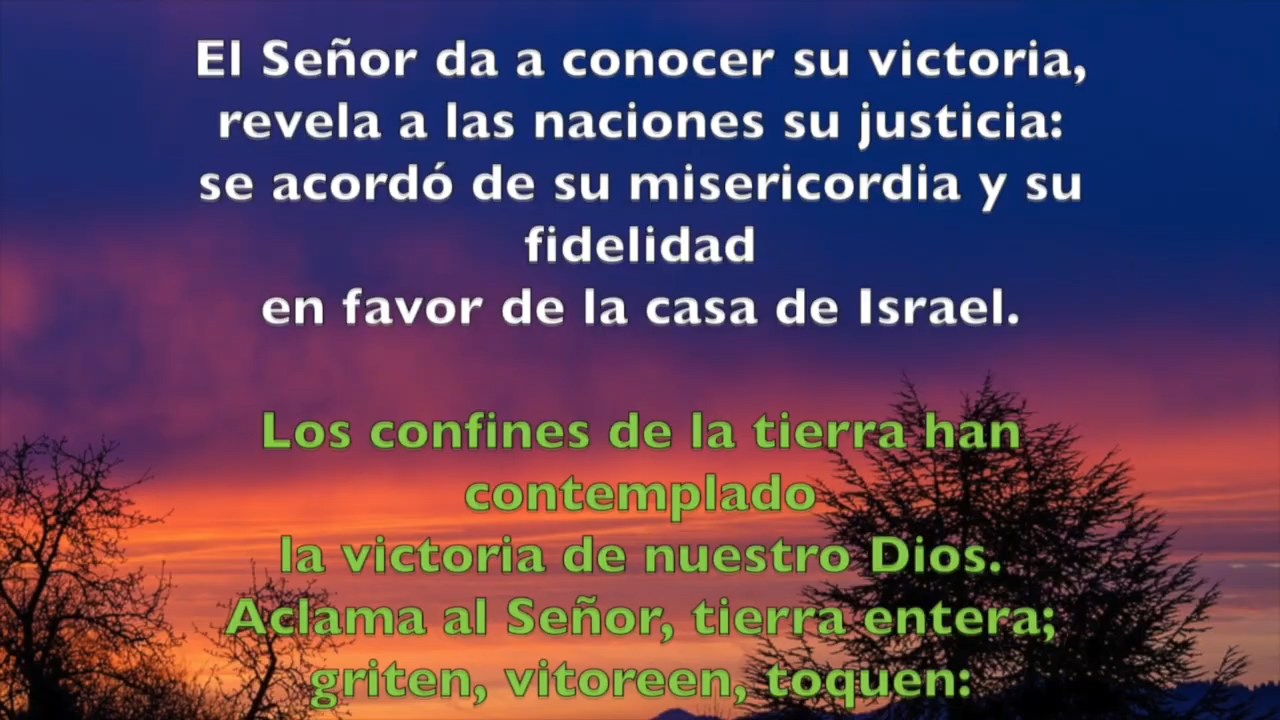 El Señor da a conocer su victoria,
revela a las naciones su justicia:
se acordó de su misericordia y su
fidelidad
en favor de la casa de Israel.
Los confines de la tierra han
contemplado
la victoria de nuestro Dios.
Aclama al Señor, tierra entera;
griten, vitoreen, toquen: